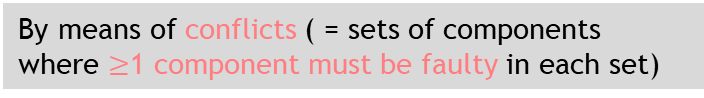 By means of conflicts ( = sets of components
where ≥1 component must be faulty in each set)